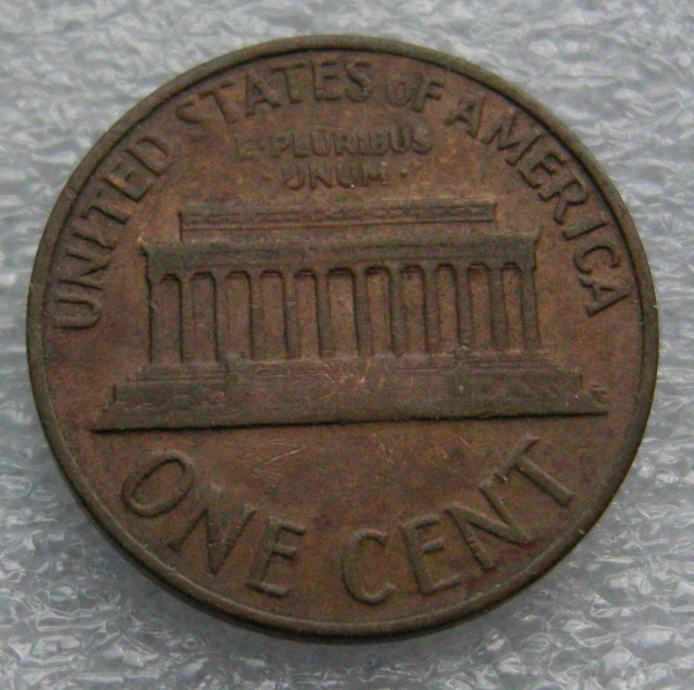 UNITED STATES OF AMERICA
E·PLURIBUS
·UNUM·
ONE CENT